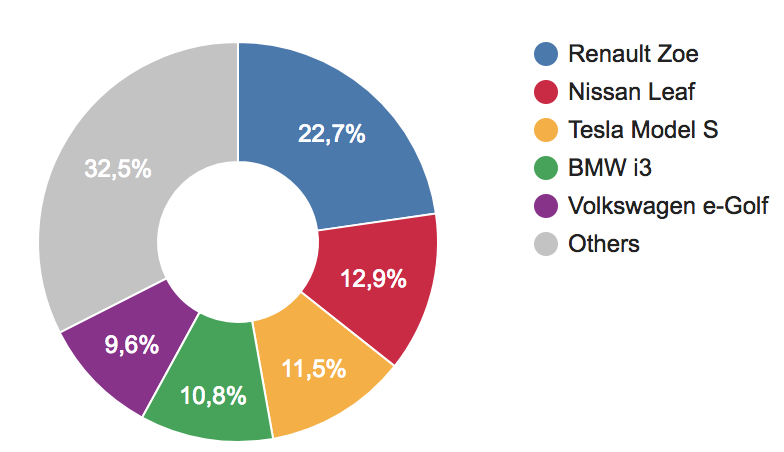 Renault Zoe
Nissan Leaf
Tesla Model S
BMW i3
Volkswagen e-Golf
Others
22,7%
12,9%
11,5%
10,8%
9,6%
32,5%